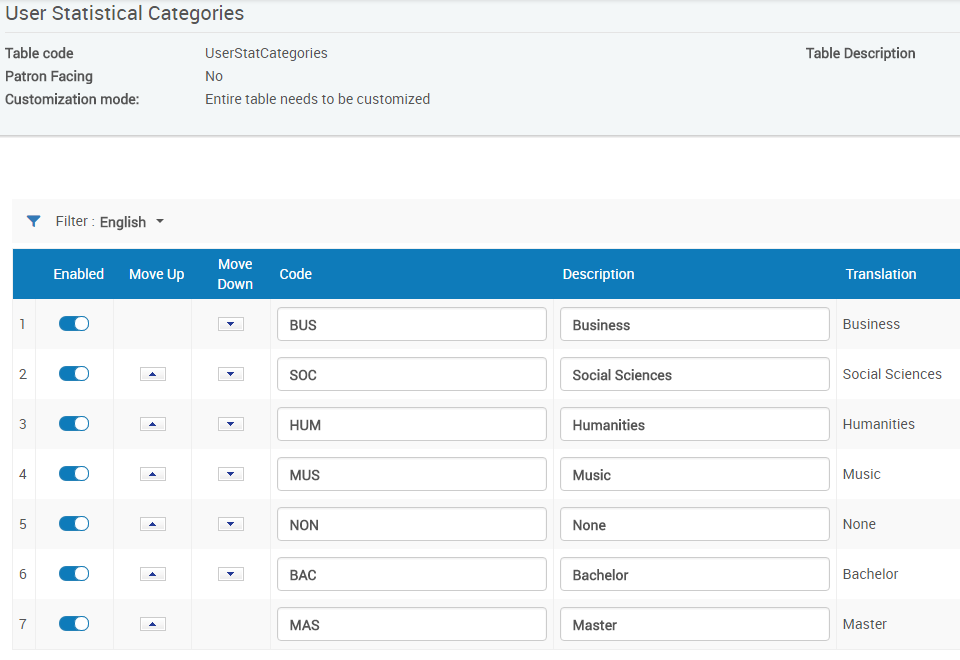 User Statistical Categories
Table code UserStatCategories Table Description
Patron Facing No
Customization mode: Entire table needs to be customized
Filter : English
Enabled Move Up Move Down Code Description Translation
1 BUS Business Business
2 SOC Social Sciences Social Sciences
3 HUM Humanities Humanities
4 MUS Music Music
5 NON None None
6 BAC Bachelor Bachelor
7 MAS Master Master